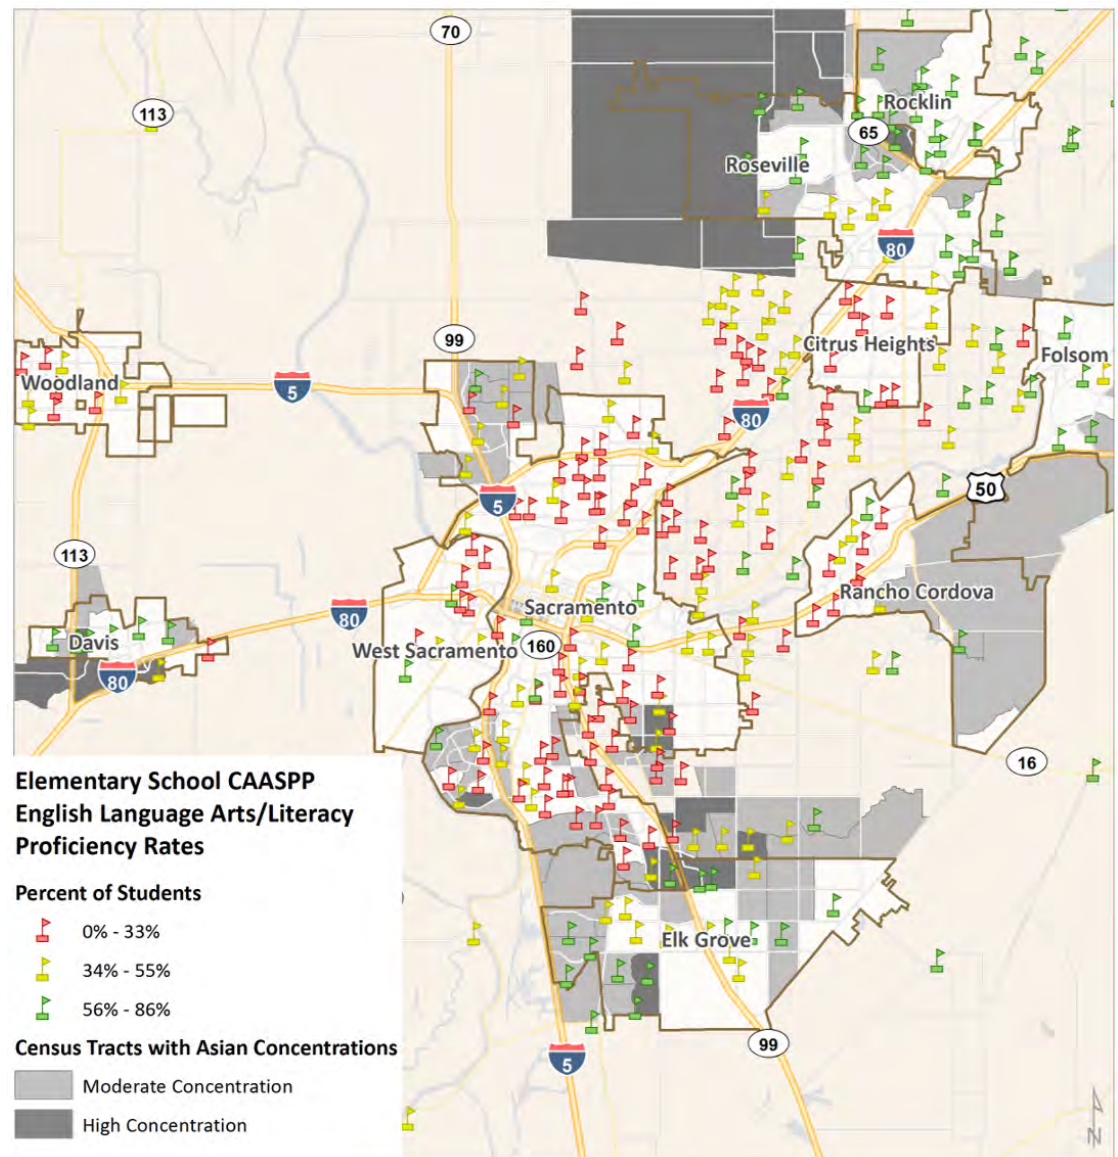 70
113
Rocklin
65
Roseville
80
99
Citrus Heights
Folsom
Woodland
5
80
5
50
113
Rancho Cordova
Sacramento
80
Davis
West Sacramento
160
80
16
Elk Grove
99
5
Elementary School CAASPP
English Language Arts/Literacy
Proficiency Rates
Percent of Students
0% - 33%
34% - 55%
56% - 86%
Census Tracts with Asian Concentrations
Moderate Concentration
High Concentration
N